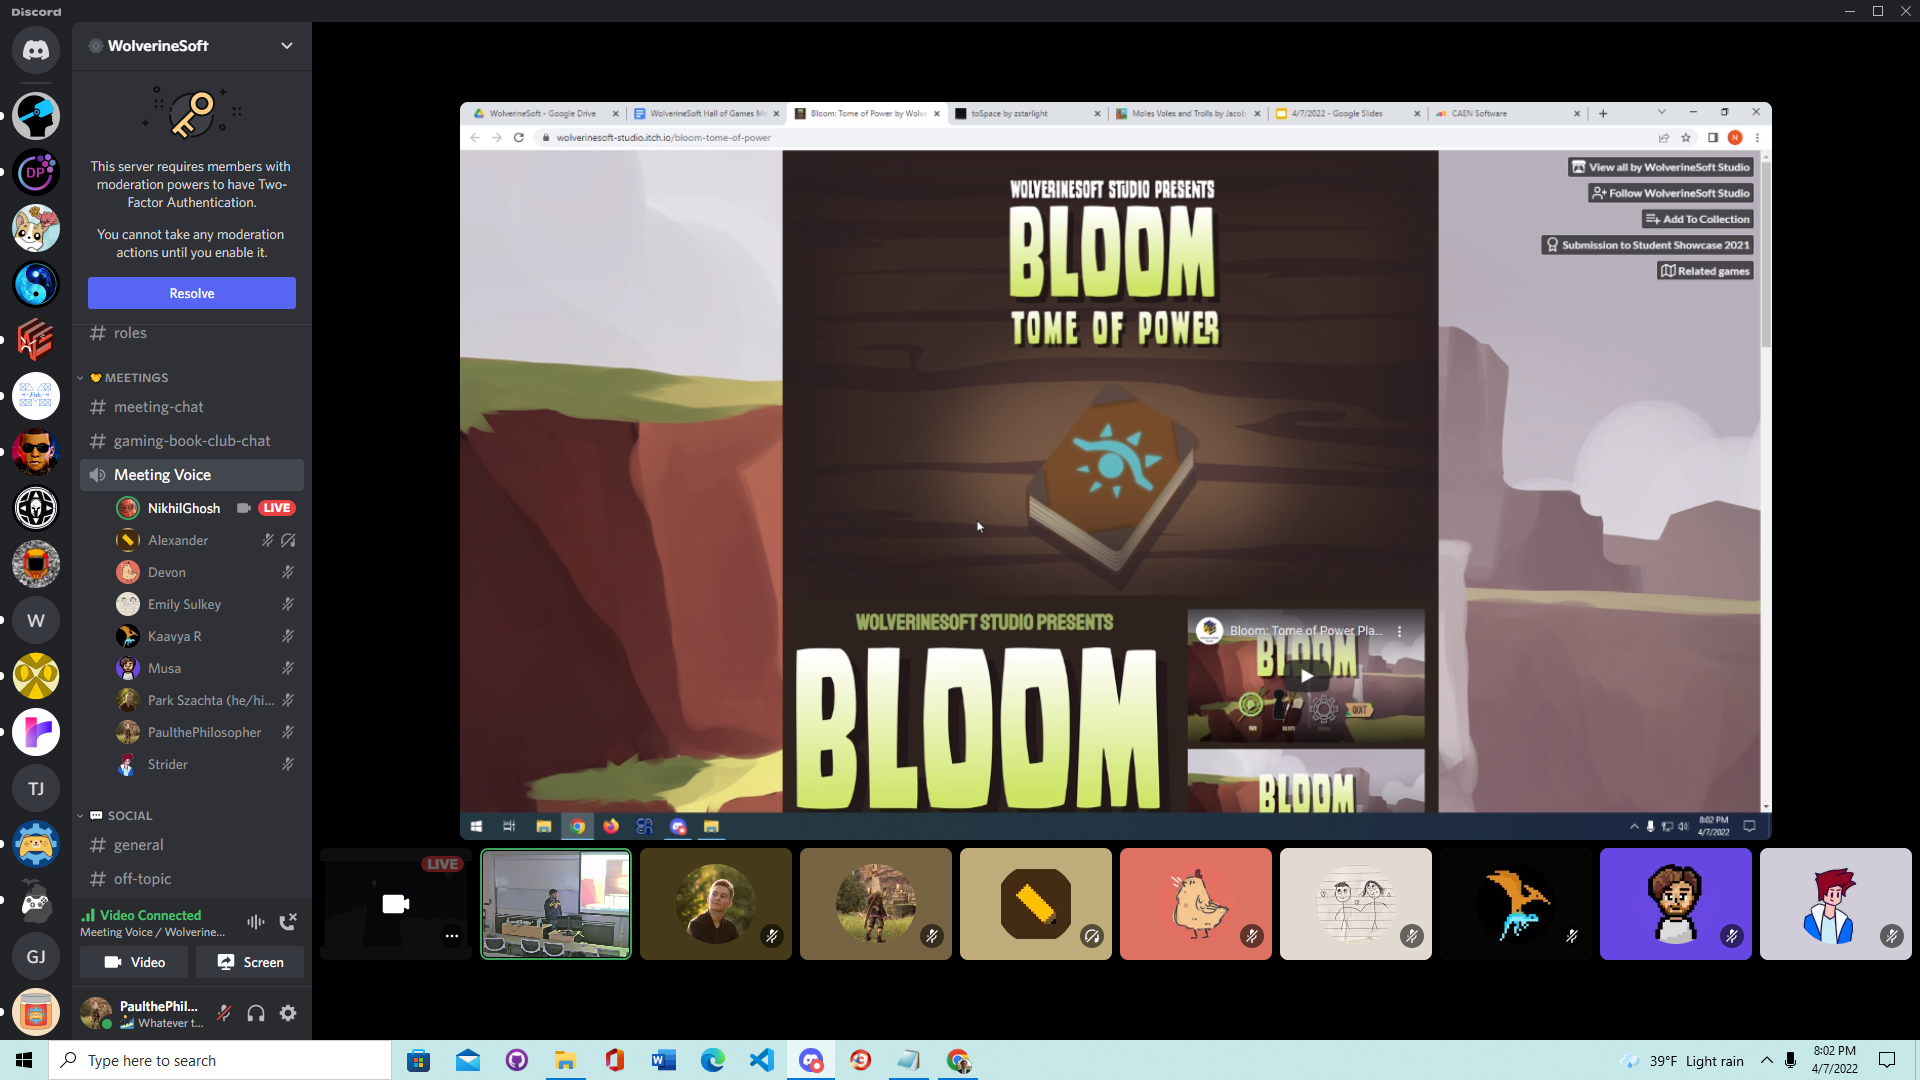 Discord
WolverineSoft
This server requires members with
moderation powers to have Two-
Factor Authentication.
You cannot take any moderation
actions until you enable it.
Resolve
roles
MEETINGS
meeting-chat
gaming-book-club-chat
Meeting Voice
NikhilGhosh LIVE
Alexander
Devon
Emily Sulkey
Kaavya R
Musa
Park Szachta (he/hi...
PaulthePhilosopher
Strider
SOCIAL
general
off-topic
Video Connected
Meeting Voice / Wolverine...
Video Screen
PaulthePhil...
Whatever t...
DP
W
TJ
GJ
WolverineSoft - Google Drive
WolverineSoft Hall of Games M
Bloom: Tome of Power by Wolve
toSpace by zstarlight
Moles Voles and Trolls by Jacob
4/7/2022 - Google Slides
CAEN Software
wolverinesoft-studio.itch.io/bloom-tome-of-power
N
View all by WolverineSoft Studio
Follow WolverineSoft Studio
Add To Collection
Submission to Student Showcase 2021
Related games
WOLVERINESOFT STUDIO PRESENTS
BLOOM
TOME OF POWER
WOLVERINESOFT STUDIO PRESENTS
BLOOM
Bloom: Tome of Power Pla...
BLOOM
QUIT
BLOOM
8:02 PM
4/7/2022
LIVE
Type here to search
39°F Light rain
8:02 PM
4/7/2022